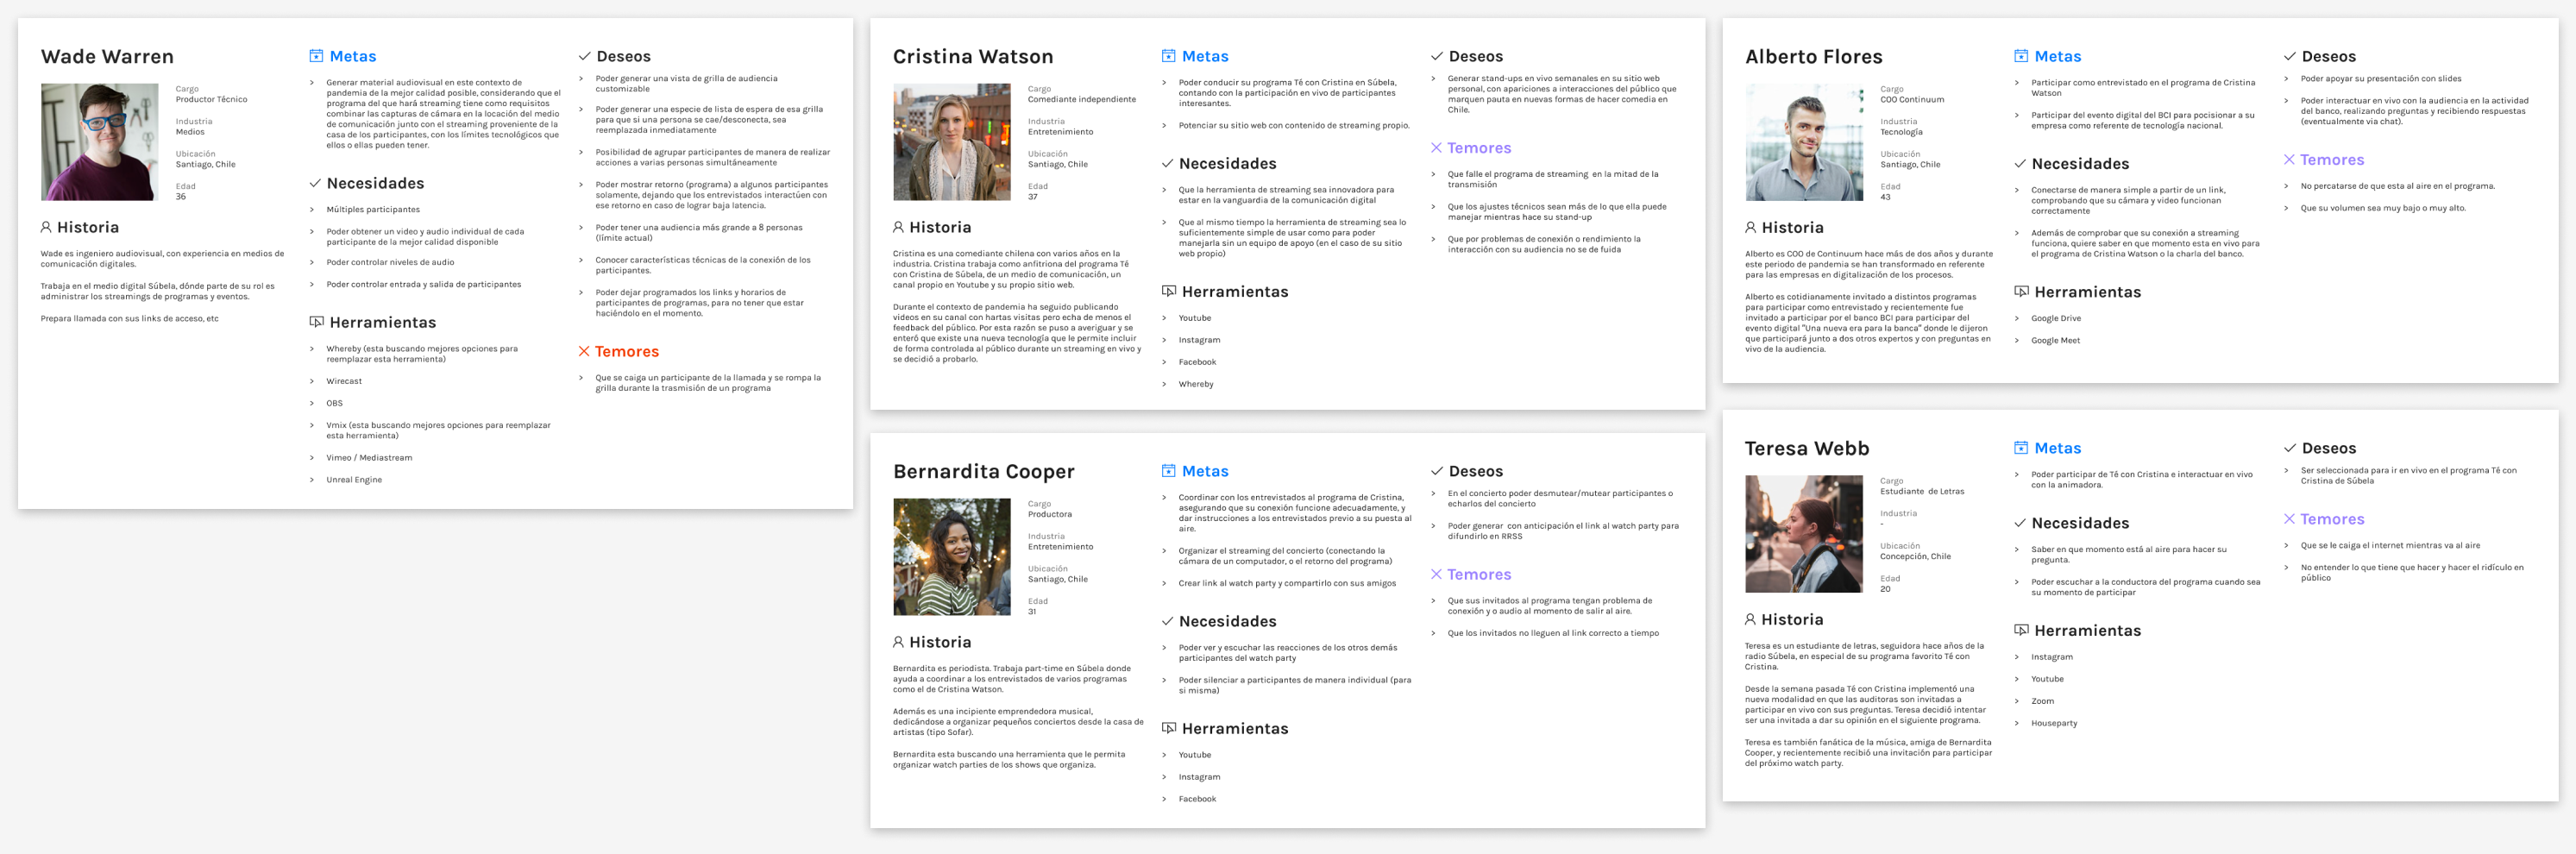 Wade Warren
Cargo
Productor Técnico
Industria
Medios
Ubicación
Santiago, Chile
Edad
36
Historia
Wade es ingeniero audiovisual, con experiencia en medios de
comunicación digitales.
Trabaja en el medio digital Súbela, dónde parte de su rol es
administrar los streamings de programas y eventos.
Prepara llamada con sus links de acceso, etc
Metas
> Generar material audiovisual en este contexto de
pandemia de la mejor calidad posible, considerando que el
programa del que hará streaming tiene como requisitos
combinar las capturas de cámara en la locación del medio
de comunicación junto con el streaming proveniente de la
casa de los participantes, con los límites tecnológicos que
ellos o ellas pueden tener.
Necesidades
> Múltiples participantes
> Poder obtener un video y audio individual de cada
participante de la mejor calidad disponible
> Poder controlar niveles de audio
> Poder controlar entrada y salida de participantes
Herramientas
> Whereby (esta buscando mejores opciones para
reemplazar esta herramienta)
> Wirecast
> OBS
> Vmix (esta buscando mejores opciones para reemplazar
esta herramienta)
> Vimeo / Mediastream
> Unreal Engine
Deseos
> Poder generar una vista de grilla de audiencia
customizable
> Poder generar una especie de lista de espera de esa grilla
para que si una persona se cae/desconecta, sea
reemplazada inmediatamente
> Posibilidad de agrupar participantes de manera de realizar
acciones a varias personas simultáneamente
> Poder mostrar retorno (programa) a algunos participantes
solamente, dejando que los entrevistados interactúen con
ese retorno en caso de lograr baja latencia.
> Poder tener una audiencia más grande a 8 personas
(límite actual)
> Conocer características técnicas de la conexión de los
participantes.
> Poder dejar programados los links y horarios de
participantes de programas, para no tener que estar
haciéndolo en el momento.
Temores
> Que se caiga un participante de la llamada y se rompa la
grilla durante la trasmisión de un programa
Cristina Watson
Cargo
Comediante independiente
Industria
Entretenimiento
Ubicación
Santiago, Chile
Edad
37
Historia
Cristina es una comediante chilena con varios años en la
industria. Cristina trabaja como anfitriona del programa Té
con Cristina de Súbela, de un medio de comunicación, un
canal propio en Youtube y su propio sitio web.
Durante el contexto de pandemia ha seguido publicando
videos en su canal con hartas visitas pero echa de menos el
feedback del público. Por esta razón se puso a averiguar y se
enteró que existe una nueva tecnología que le permite incluir
de forma controlada al público durante un streaming en vivo y
se decidió a probarlo.
Metas
> Poder conducir su programa Té con Cristina en Súbela,
contando con la participación en vivo de participantes
interesantes.
> Potenciar su sitio web con contenido de streaming propio.
Necesidades
> Que la herramienta de streaming sea innovadora para
estar en la vanguardia de la comunicación digital
> Que al mismo tiempo la herramienta de streaming sea lo
suficientemente simple de usar como para poder
manejarla sin un equipo de apoyo (en el caso de su sitio
web propio)
Herramientas
> Youtube
> Instagram
> Facebook
> Whereby
Deseos
> Generar stand-ups en vivo semanales en su sitio web
personal, con apariciones a interacciones del público que
marquen pauta en nuevas formas de hacer comedia en
Chile.
Temores
> Que falle el programa de streaming en la mitad de la
transmisión
> Que los ajustes técnicos sean más de lo que ella puede
manejar mientras hace su stand-up
> Que por problemas de conexión o rendimiento la
interacción con su audiencia no se de fuida
Bernardita Cooper
Cargo
Productora
Industria
Entretenimiento
Ubicación
Santiago, Chile
Edad
31
Historia
Bernardita es periodista. Trabaja part-time en Súbela donde
ayuda a coordinar a los entrevistados de varios programas
como el de Cristina Watson.
Además es una incipiente emprendedora musical,
dedicándose a organizar pequeños conciertos desde la casa de
artistas (tipo Sofar).
Bernardita esta buscando una herramienta que le permita
organizar watch parties de los shows que organiza.
Metas
> Coordinar con los entrevistados al programa de Cristina,
asegurando que su conexión funcione adecuadamente, y
dar instrucciones a los entrevistados previo a su puesta al
aire.
> Organizar el streaming del concierto (conectando la
cámara de un computador, o el retorno del programa)
> Crear link al watch party y compartirlo con sus amigos
Necesidades
> Poder ver y escuchar las reacciones de los otros demás
participantes del watch party
> Poder silenciar a participantes de manera individual (para
si misma)
Herramientas
> Youtube
> Instagram
> Facebook
Deseos
> En el concierto poder desmutear/mutear participantes o
echarlos del concierto
> Poder generar con anticipación el link al watch party para
difundirlo en RRSS
Temores
> Que sus invitados al programa tengan problema de
conexión y o audio al momento de salir al aire.
> Que los invitados no lleguen al link correcto a tiempo
Alberto Flores
Cargo
COO Continuum
Industria
Tecnología
Ubicación
Santiago, Chile
Edad
43
Historia
Alberto es COO de Continuum hace más de dos años y durante
este periodo de pandemia se han transformado en referente
para las empresas en digitalización de los procesos.
Alberto es cotidianamente invitado a distintos programas
para participar como entrevistado y recientemente fue
invitado a participar por el banco BCI para participar del
evento digital "Una nueva era para la banca" donde le dijeron
que participará junto a dos otros expertos y con preguntas en
vivo de la audiencia.
Metas
> Participar como entrevistado en el programa de Cristina
Watson
> Participar del evento digital del BCI para pocisionar a su
empresa como referente de tecnología nacional.
Necesidades
> Conectarse de manera simple a partir de un link,
comprobando que su cámara y video funcionan
correctamente
> Además de comprobar que su conexión a streaming
funciona, quiere saber en que momento esta en vivo para
el programa de Cristina Watson o la charla del banco.
Herramientas
> Google Drive
> Google Meet
Deseos
> Poder apoyar su presentación con slides
> Poder interactuar en vivo con la audiencia en la actividad
del banco, realizando preguntas y recibiendo respuestas
(eventualmente via chat).
Temores
> No percatarse de que esta al aire en el programa.
> Que su volumen sea muy bajo o muy alto.
Teresa Webb
Cargo
Estudiante de Letras
Industria
-
Ubicación
Concepción, Chile
Edad
20
Historia
Teresa es un estudiante de letras, seguidora hace años de la
radio Súbela, en especial de su programa favorito Té con
Cristina.
Desde la semana pasada Té con Cristina implementó una
nueva modalidad en que las auditoras son invitadas a
participar en vivo con sus preguntas. Teresa decidió intentar
ser una invitada a dar su opinión en el siguiente programa.
Teresa es también fanática de la música, amiga de Bernardita
Cooper, y recientemente recibió una invitación para participar
del próximo watch party.
Metas
> Poder participar de Té con Cristina e interactuar en vivo
con la animadora.
Necesidades
> Saber en que momento está al aire para hacer su
pregunta.
> Poder escuchar a la conductora del programa cuando sea
su momento de participar
Herramientas
> Instagram
> Youtube
> Zoom
> Houseparty
Deseos
> Ser seleccionada para ir en vivo en el programa Té con
Cristina de Súbela
Temores
> Que se le caiga el internet mientras va al aire
> No entender lo que tiene que hacer y hacer el ridículo en
público